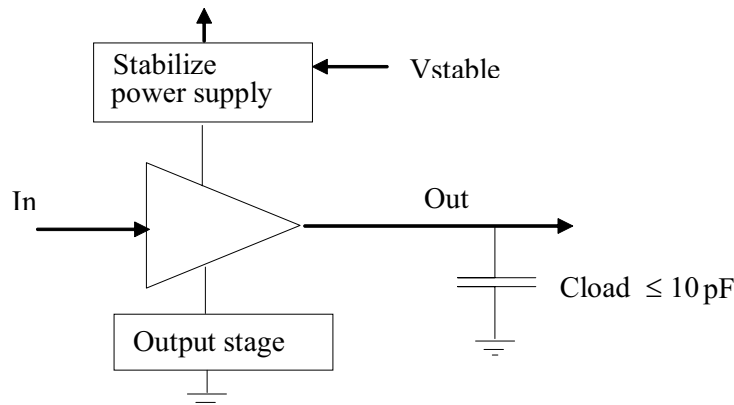 Stabilize
power supply
Vstable
In
Out
Cload ≤ 10 pF
Output stage